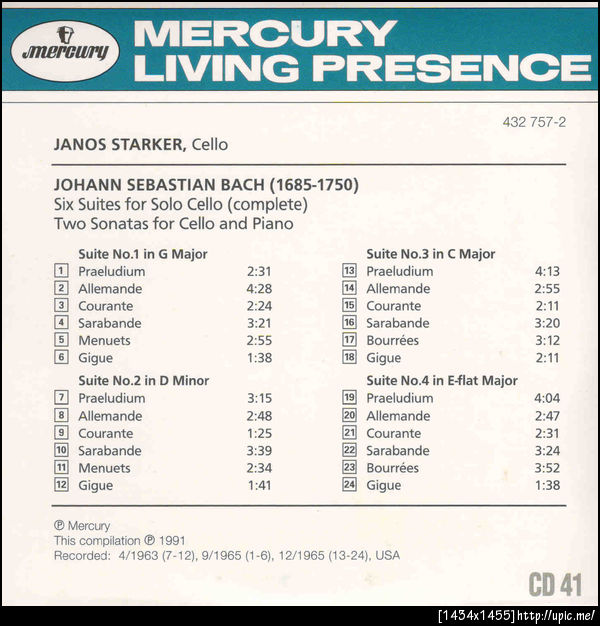 mercury
MERCURY
LIVING PRESENCE
432 757-2
JANOS STARKER, Cello
JOHANN SEBASTIAN BACH (1685-1750)
Six Suites for Solo Cello (complete)
Two Sonatas for Cello and Piano
Suite No.1 in G Major
1 Praeludium 2:31
2 Allemande 4:28
3 Courante 2:24
4 Sarabande 3:21
5 Menuets 2:55
6 Gigue 1:38
Suite No.2 in D Minor
7 Praeludium 3:15
8 Allemande 2:48
9 Courante 1:25
10 Sarabande 3:39
11 Menuets 2:34
12 Gigue 1:41
Suite No.3 in C Major
13 Praeludium 4:13
14 Allemande 2:55
15 Courante 2:11
16 Sarabande 3:20
17 Bourrées 3:12
18 Gigue 2:11
Suite No.4 in E-flat Major
19 Praeludium 4:04
20 Allemande 2:47
21 Courante 2:31
22 Sarabande 3:24
23 Bourrées 3:52
24 Gigue 1:38
℗ Mercury
This compilation ℗ 1991
Recorded: 4/1963 (7-12), 9/1965 (1-6), 12/1965 (13-24), USA
CD 41
[1434x1455]http://upic.me/